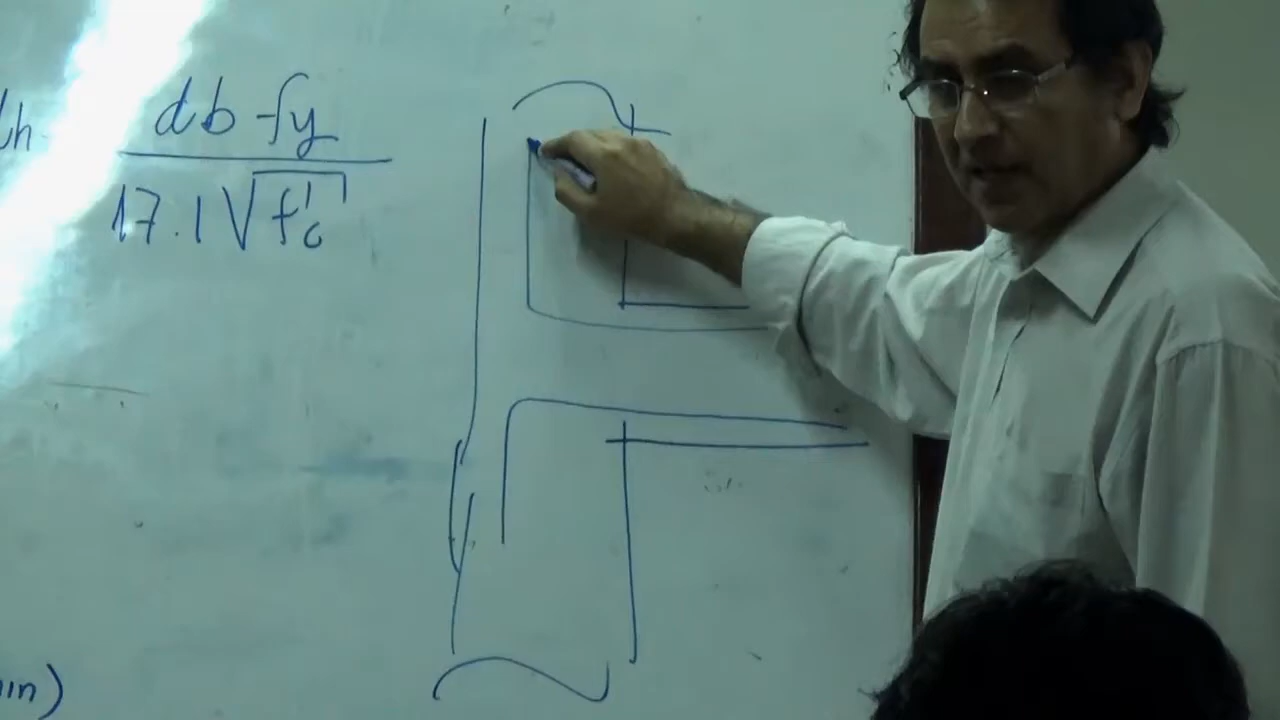 dh db fy
17.1 √f'c
in)